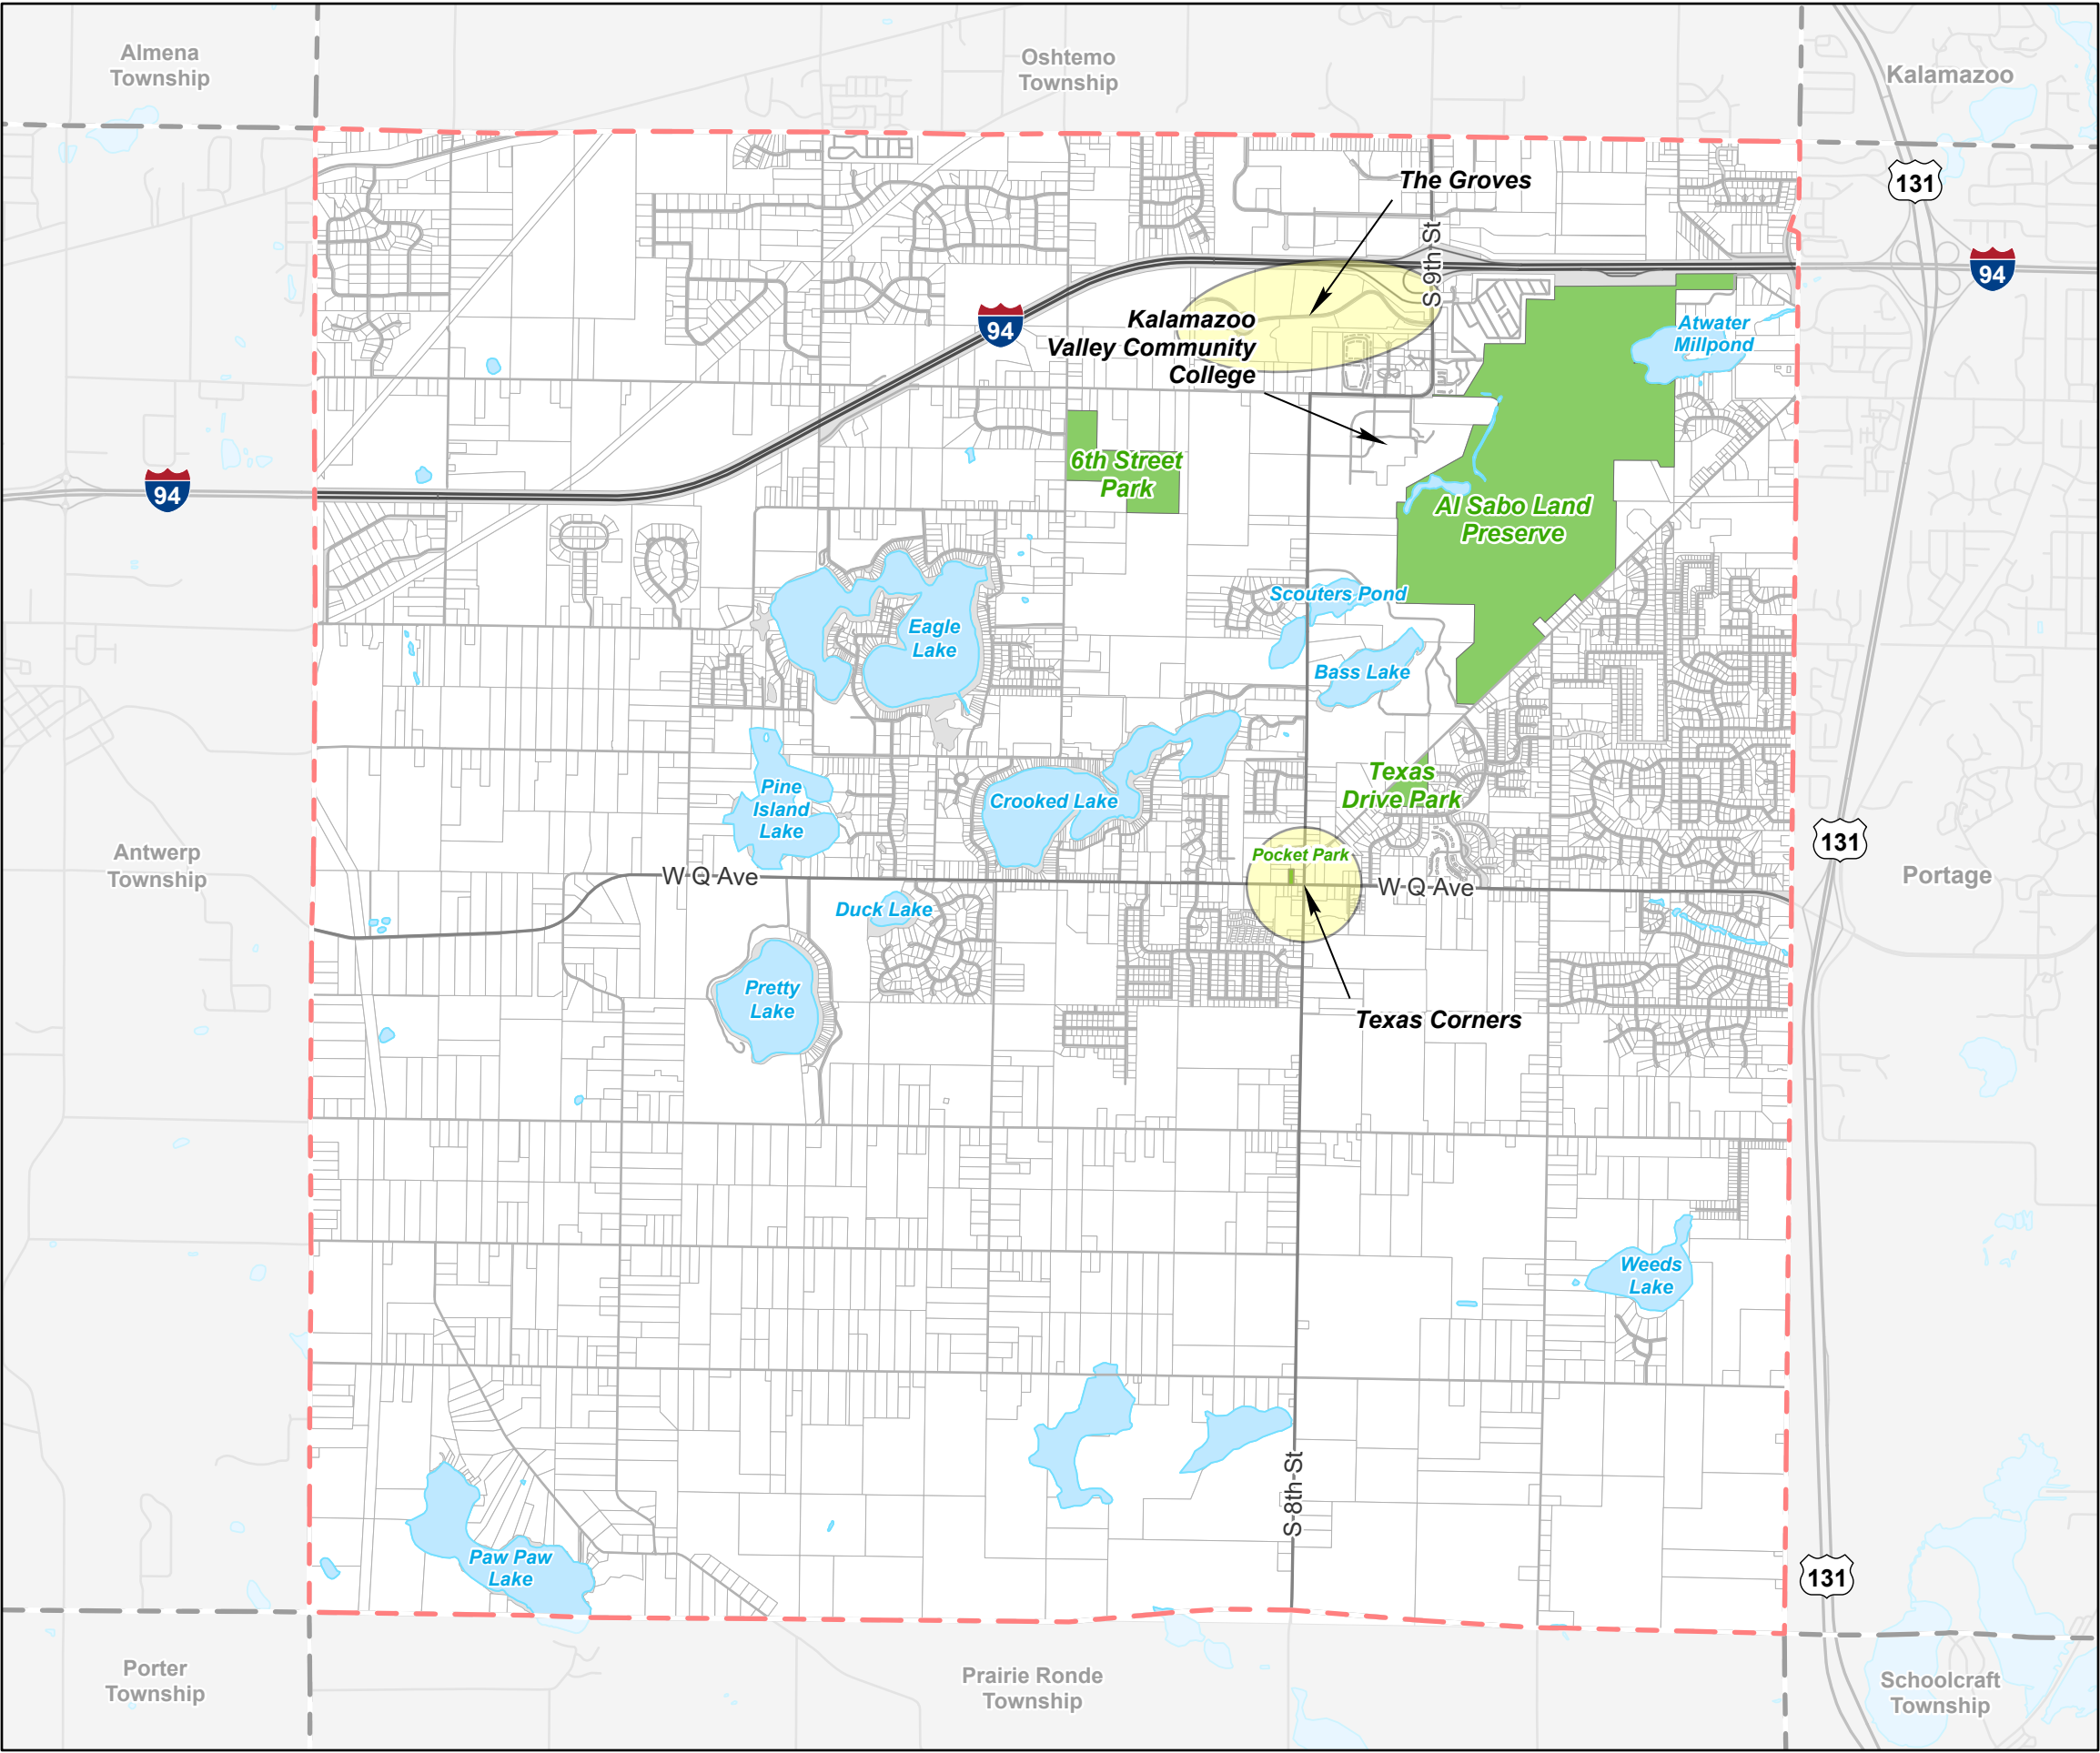 Almena
Township
Oshtemo
Township
Kalamazoo
131
The Groves
S 9th St
94
94
Kalamazoo
Valley Community
College
Atwater
Millpond
94
6th Street
Park
Al Sabo Land
Preserve
Scouters Pond
Eagle
Lake
Bass Lake
Pine
Island
Lake
Crooked Lake
Texas
Drive Park
131
Antwerp
Township
Pocket Park
Portage
W Q Ave
W Q Ave
Duck Lake
Pretty
Lake
Texas Corners
Weeds
Lake
S 8th St
Paw Paw
Lake
131
Porter
Township
Prairie Ronde
Township
Schoolcraft
Township